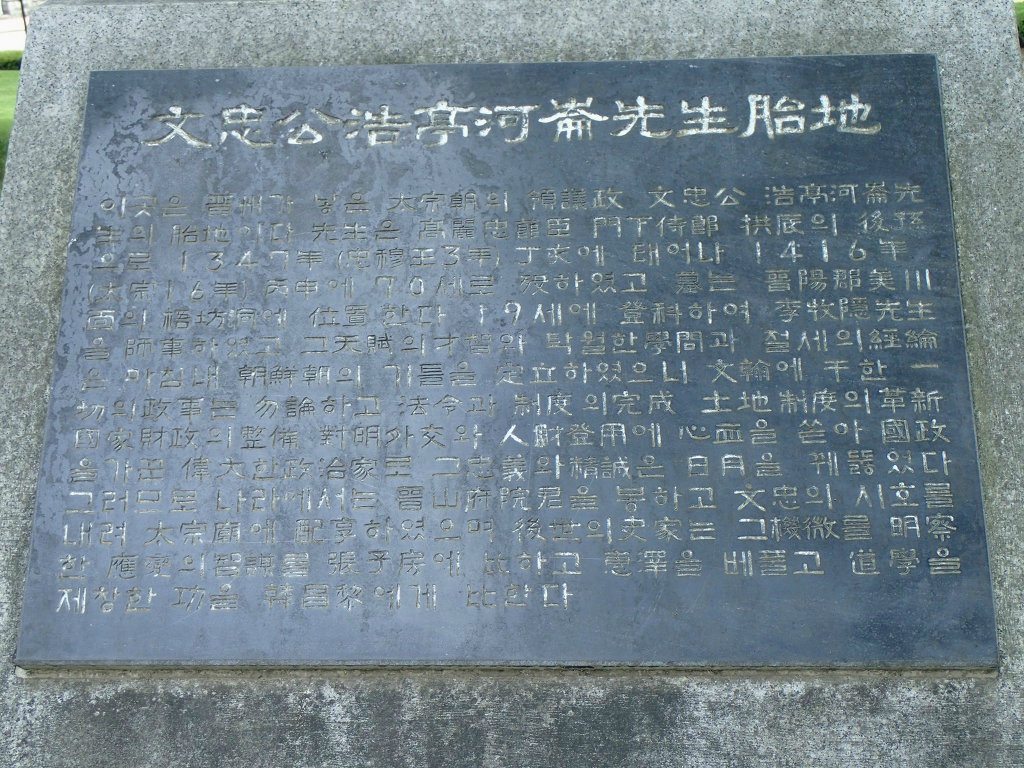 文忠公浩亭河崙先生胎地
이곳은 晋州가 낳은 太宗朝의 領議政 文忠公 浩亭河崙先
生의 胎地이다 先生은 高麗忠臣 門下侍郎 拱辰의 後孫
으로 1347年(忠穆王3年) 丁亥에 태어나 1416年
(太宗16年) 丙申에 70세로 歿하였고 墓는 晋陽郡美川
面의 梧坊洞에 位置한다 19세에 登科하여 李牧隱先生
을 師事하였고 그天賦의才哲와 탁월한學問과 절세의經綸
은 마침내 朝鮮朝의 기틀을 定立하였으니 文翰에 干한 一
切의政事는 勿論하고 法令과 制度의完成 土地制度의革新
國家財政의整備 對明外交와 人財登用에 心血을 쏟아 國政
을가꾼 偉大한政治家로 그忠義와精誠은 日月을 꿰뚫었다
그러므로 나라에서는 晋山府院君을 봉하고 文忠의 시호를
내려 太宗廟에 配享하였으며 後世의史家는 그機微를 明察
한 應變의智謀를 張子房에 比하고 惠澤을 베풀고 道學을
제창한 功을 韓昌黎에게 比한다